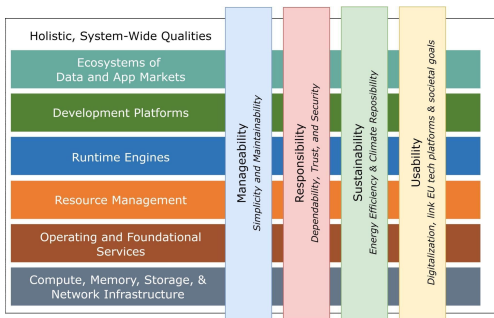 Holistic, System-Wide Qualities
Ecosystems of
Data and App Markets
Development Platforms
Runtime Engines
Resource Management
Operating and Foundational
Services
Compute, Memory, Storage, &
Network Infrastructure
Manageability
Simplicity and Maintainability
Responsibility
Dependability, Trust, and Security
Sustainability
Energy Efficiency & Climate Reposibility
Usability
Digitalization, link EU tech platforms & societal goals